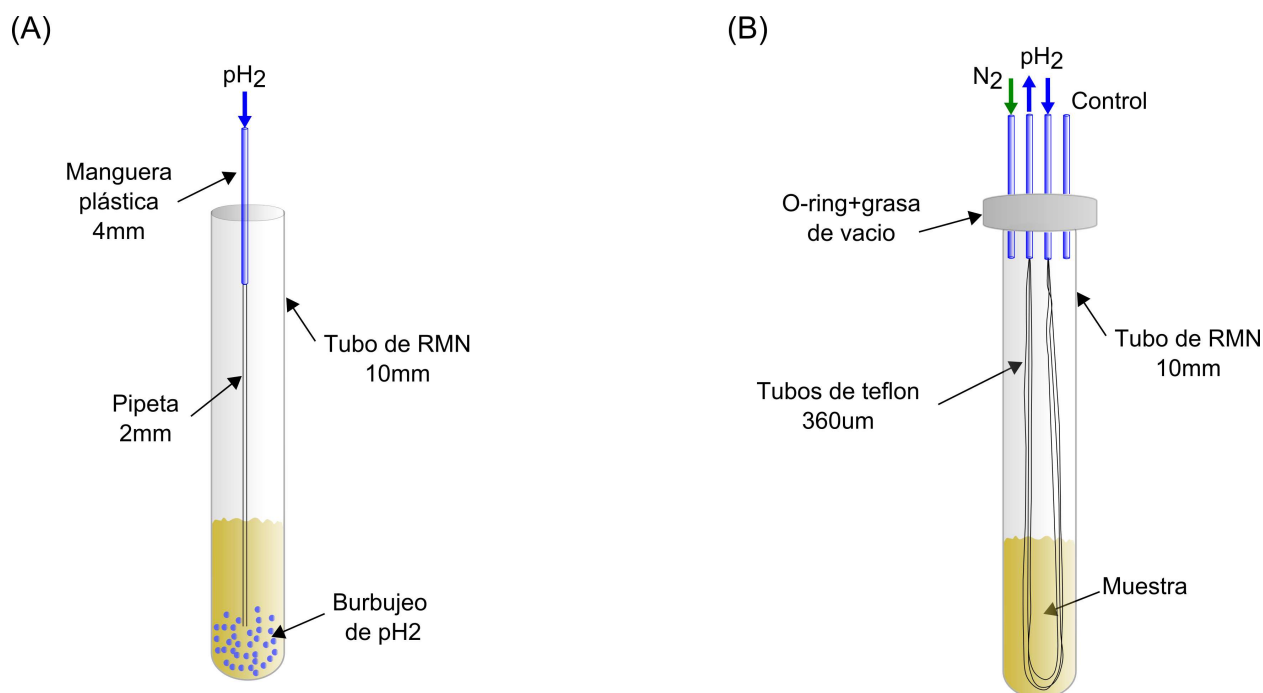 (A)
pH2
Manguera
plástica
4mm
Tubo de RMN
10mm
Pipeta
2mm
Burbujeo
de pH2
(B)
N2
pH2
Control
O-ring+grasa
de vacio
Tubo de RMN
10mm
Tubos de teflon
360um
Muestra